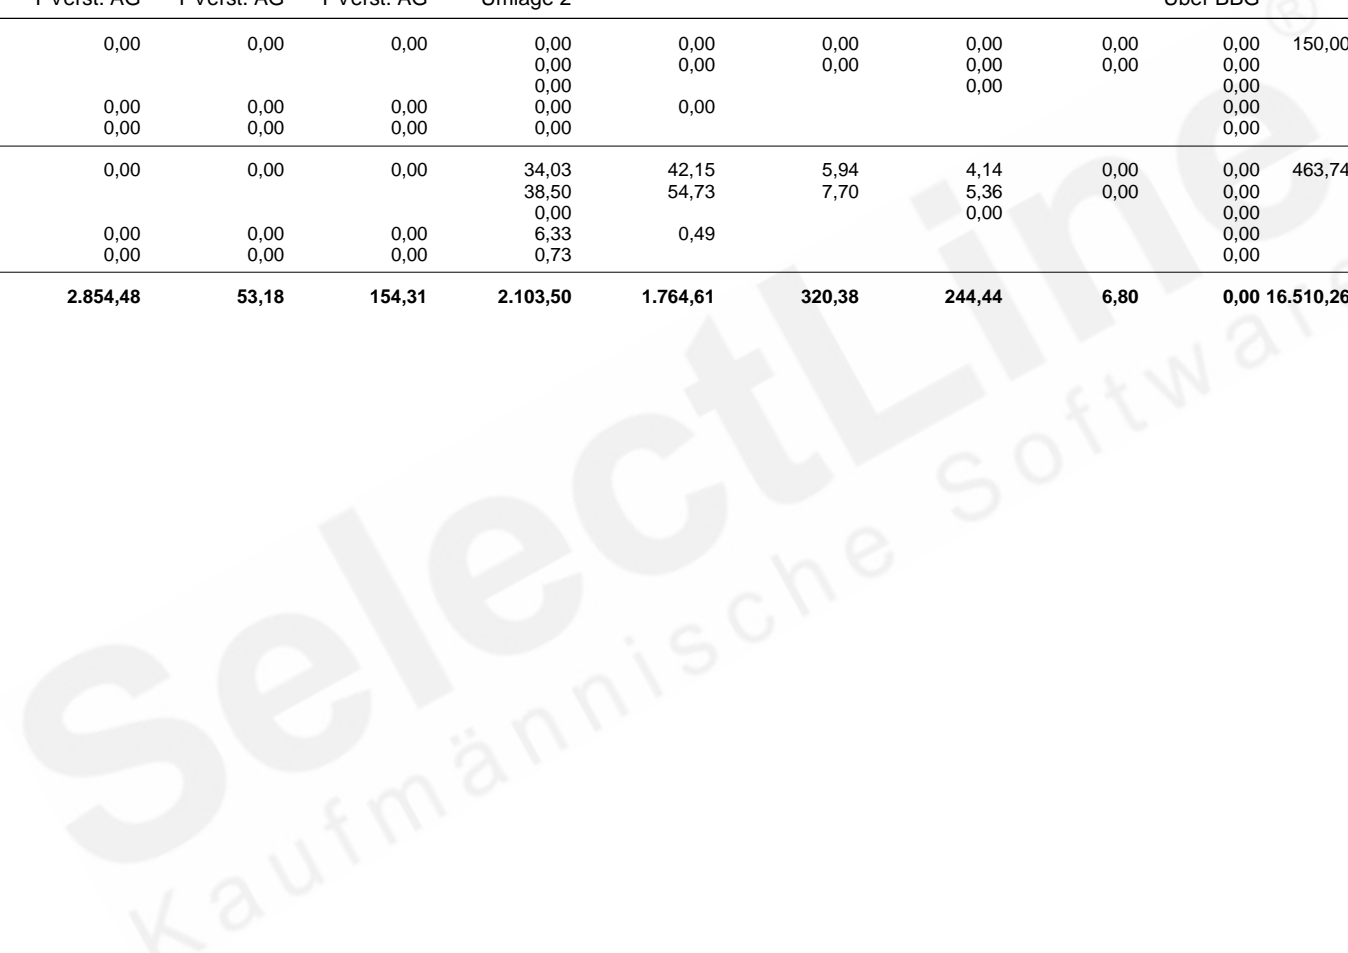 Umlage 2
0,00 0,00 0,00 0,00 0,00 0,00 0,00 0,00 0,00 150,00
0,00 0,00 0,00 0,00 0,00 0,00
0,00 0,00 0,00
0,00 0,00 0,00 0,00 0,00 0,00
0,00 0,00 0,00 0,00 0,00
0,00 0,00 0,00 34,03 42,15 5,94 4,14 0,00 0,00 463,74
38,50 54,73 7,70 5,36 0,00 0,00
0,00 0,00 0,00
0,00 0,00 0,00 6,33 0,49 0,00
0,00 0,00 0,00 0,73 0,00
2.854,48 53,18 154,31 2.103,50 1.764,61 320,38 244,44 6,80 0,00 16.510,26
SelectLine ®
Kaufmännische Software